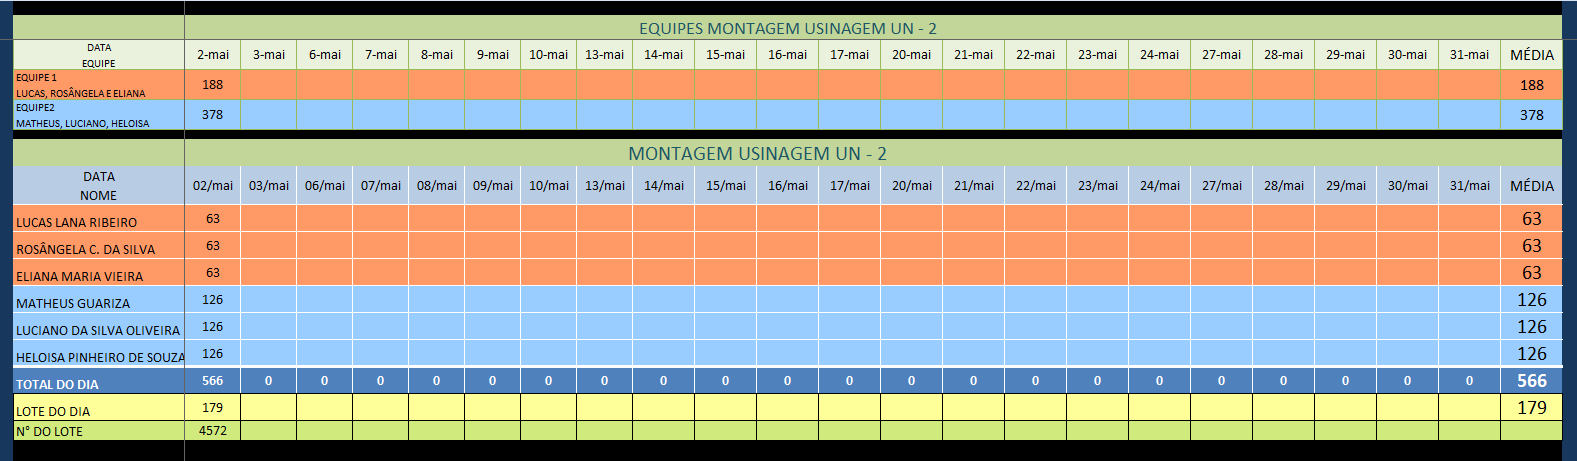 EQUIPES MONTAGEM USINAGEM UN - 2
DATA
EQUIPE
2-mai 3-mai 6-mai 7-mai 8-mai 9-mai 10-mai 13-mai 14-mai 15-mai 16-mai 17-mai 20-mai 21-mai 22-mai 23-mai 24-mai 27-mai 28-mai 29-mai 30-mai 31-mai MÉDIA
EQUIPE 1
LUCAS, ROSÂNGELA E ELIANA
188 188
EQUIPE2
MATHEUS, LUCIANO, HELOISA
378 378
MONTAGEM USINAGEM UN - 2
DATA
NOME
02/mai 03/mai 06/mai 07/mai 08/mai 09/mai 10/mai 13/mai 14/mai 15/mai 16/mai 17/mai 20/mai 21/mai 22/mai 23/mai 24/mai 27/mai 28/mai 29/mai 30/mai 31/mai MÉDIA
LUCAS LANA RIBEIRO 63 63
ROSÂNGELA C. DA SILVA 63 63
ELIANA MARIA VIEIRA 63 63
MATHEUS GUARIZA 126 126
LUCIANO DA SILVA OLIVEIRA 126 126
HELOISA PINHEIRO DE SOUZA 126 126
TOTAL DO DIA 566 0 0 0 0 0 0 0 0 0 0 0 0 0 0 0 0 0 0 0 0 0 566
LOTE DO DIA 179 179
N° DO LOTE 4572